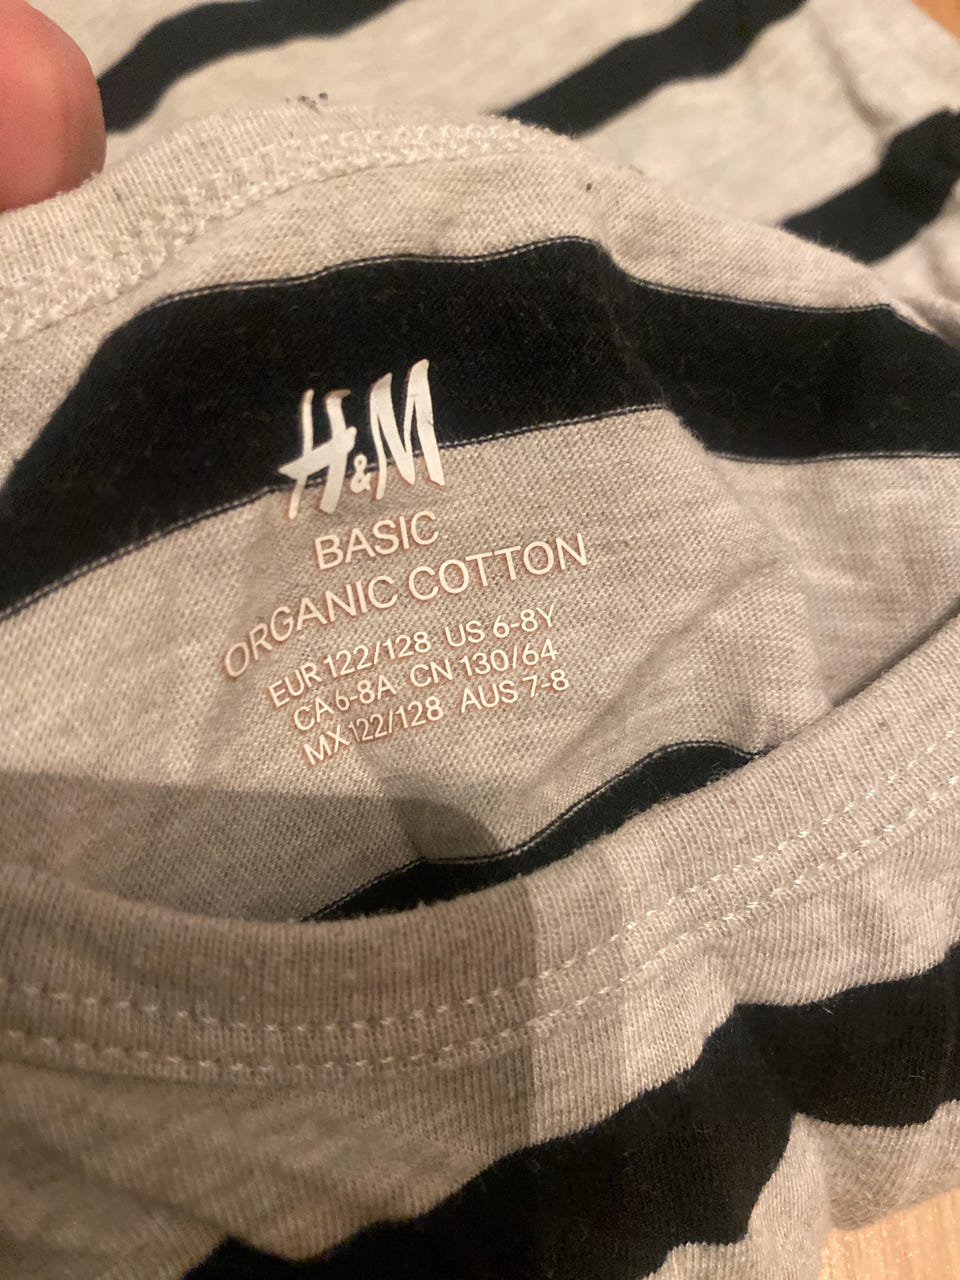 H&M
BASIC
ORGANIC COTTON
EUR 122/128 US 6-8Y
CA 6-8A CN 130/64
MX 122/128 AUS 7-8